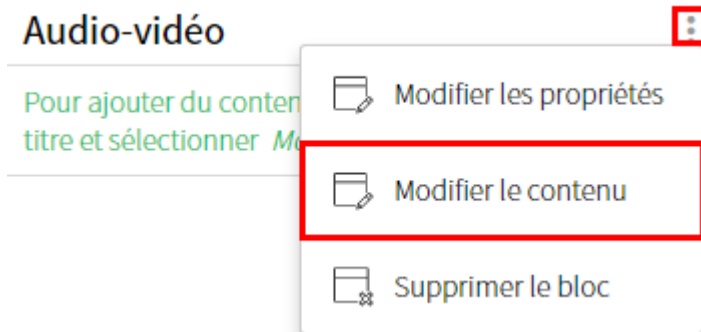 Audio-vidéo
Modifier les propriétés
Pour ajouter du conten
titre et sélectionner
Modifier le contenu
Supprimer le bloc